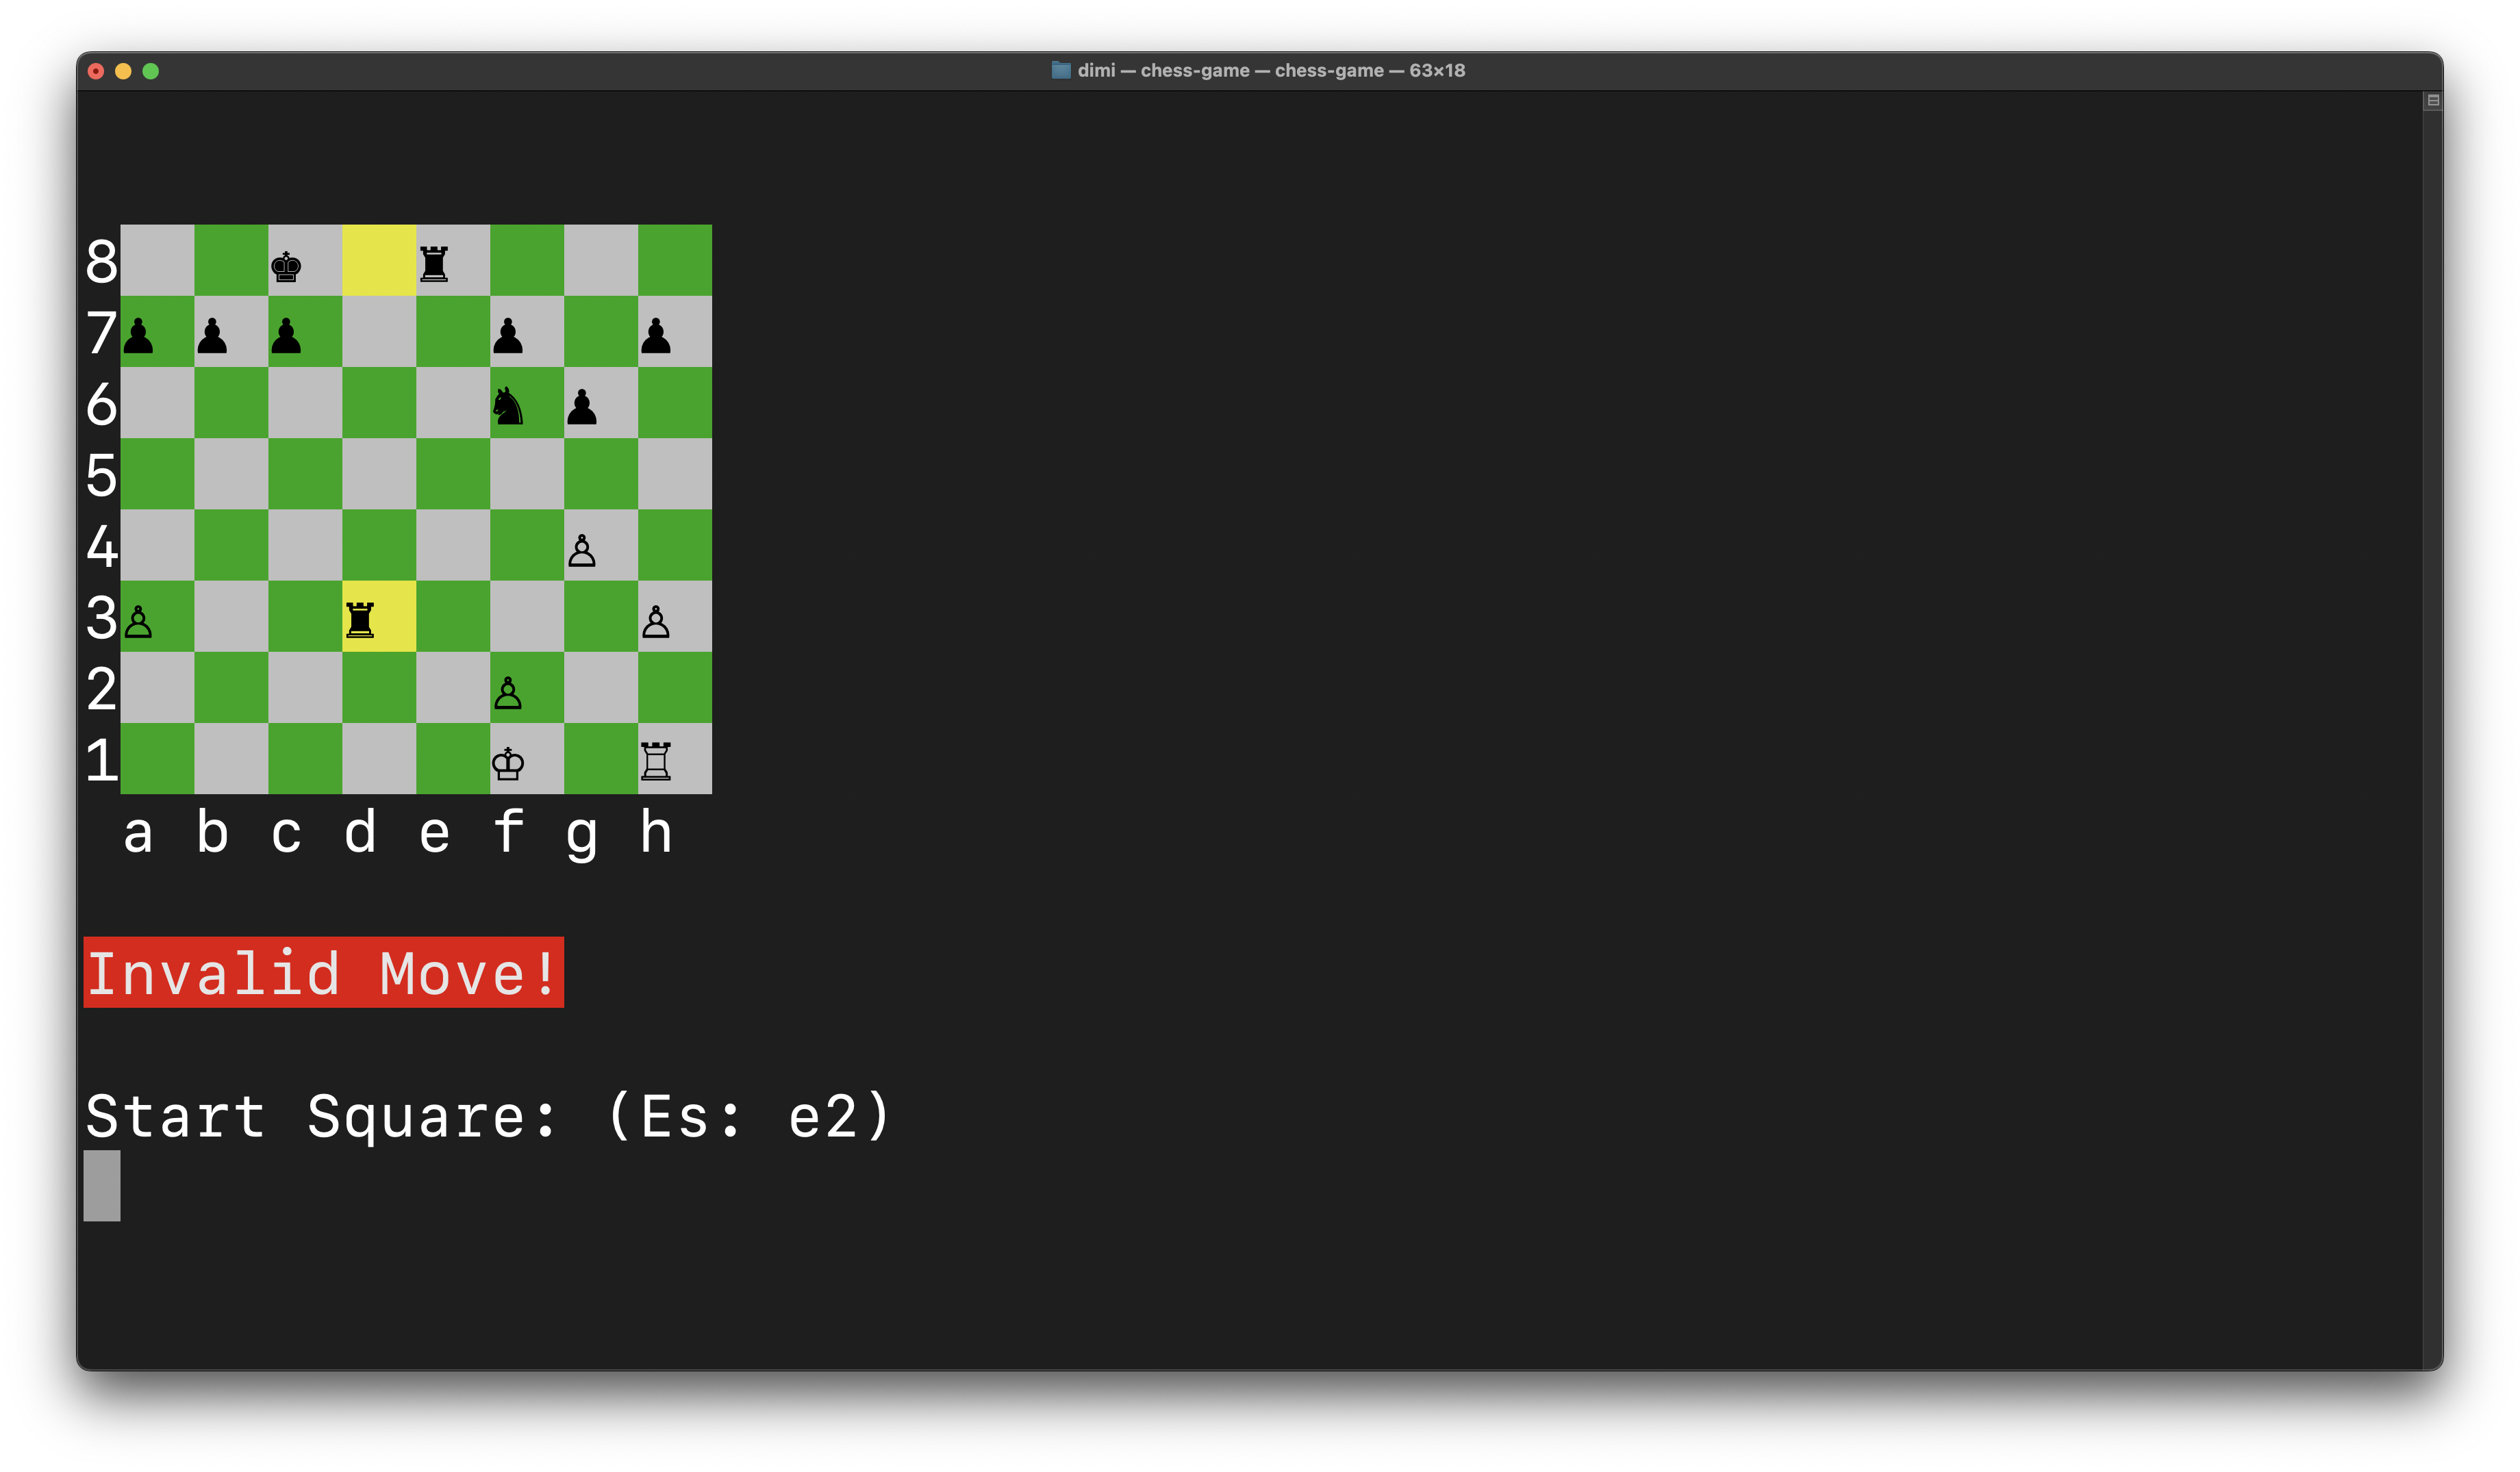 dimi — chess-game — chess-game — 63×18
8
7
6
5
4
3
2
1
a b c d e f g h
Invalid Move!
Start Square: (Es: e2)